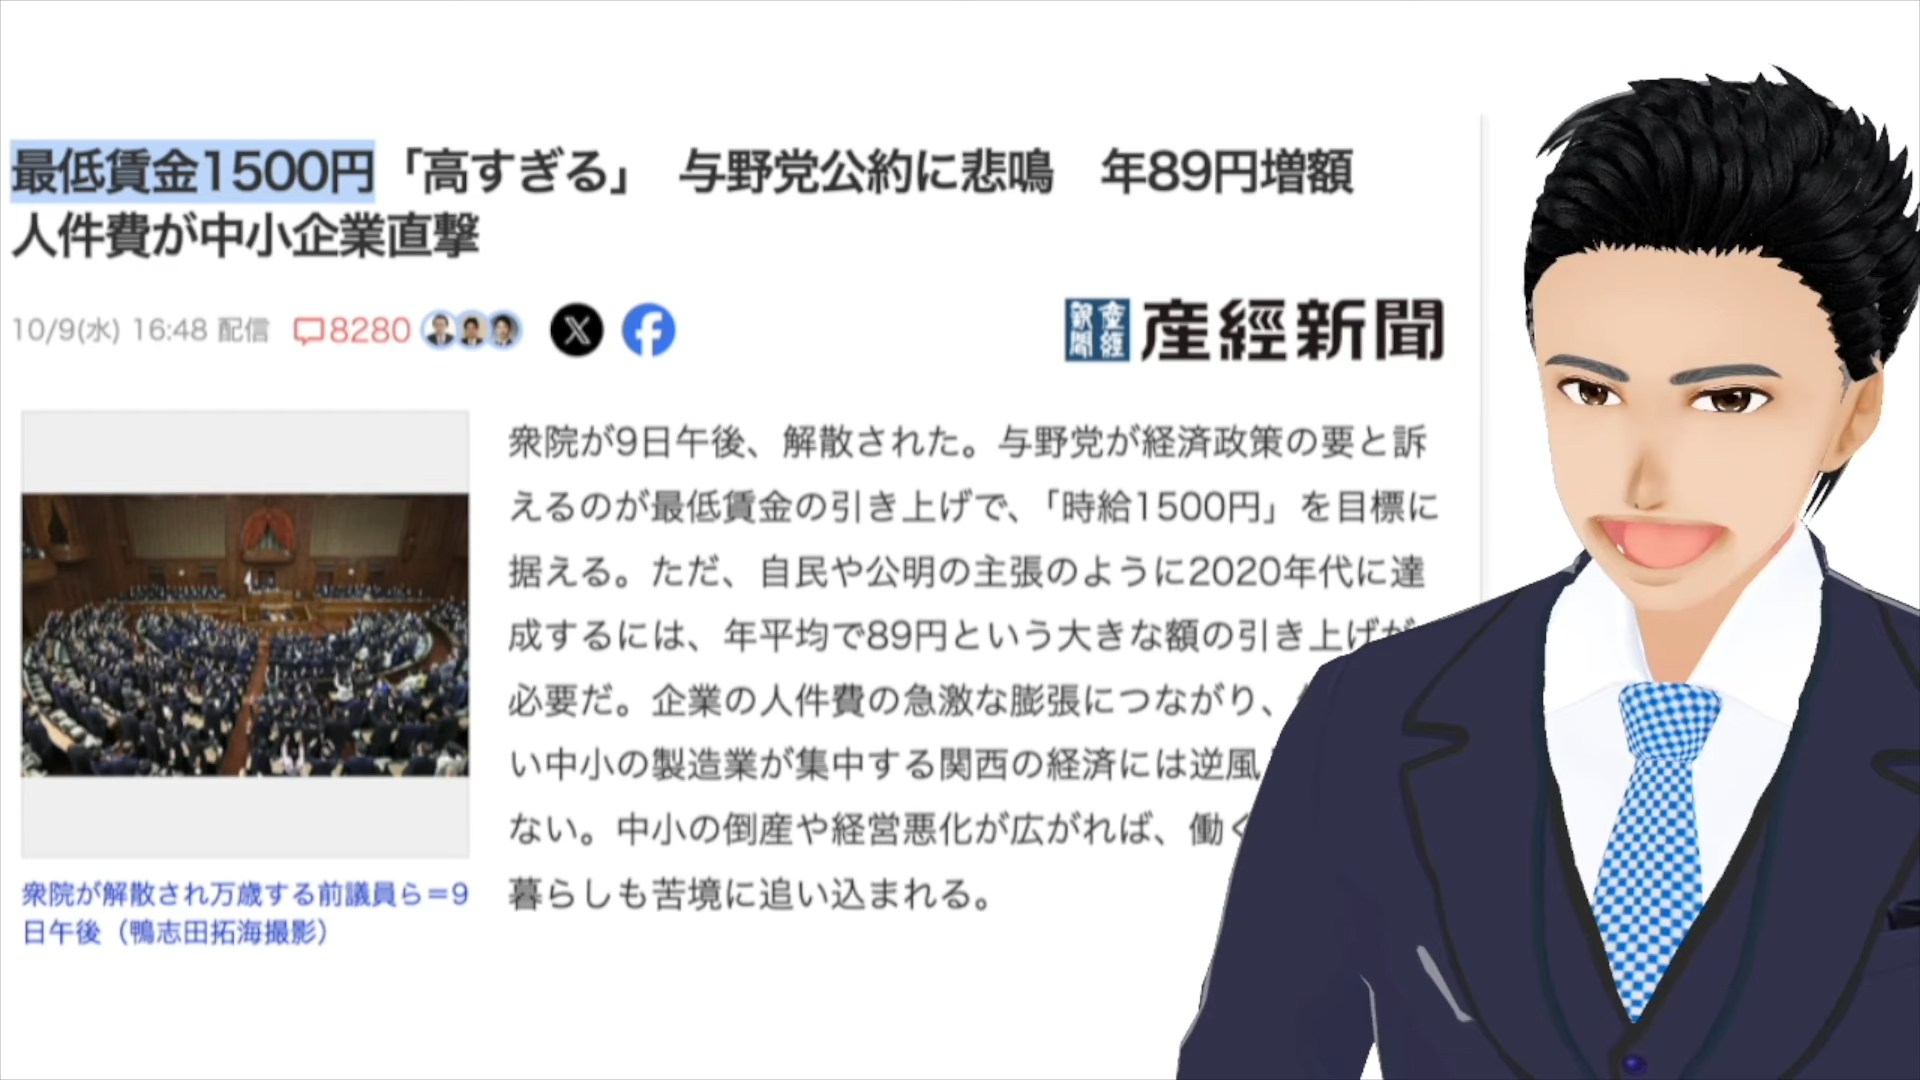 最低賃金1500円「高すぎる」 与野党公約に悲鳴 年89円増額
人件費が中小企業直撃
10/9(水) 16:48 配信 8280
産経新聞 産經新聞
衆院が9日午後、解散された。与野党が経済政策の要と訴
えるのが最低賃金の引き上げで、「時給1500円」を目標に
据える。ただ、自民や公明の主張のように2020年代に達
成するには、年平均で89円という大きな額の引き上げが
必要だ。企業の人件費の急激な膨張につながり、
い中小の製造業が集中する関西の経済には逆風
ない。中小の倒産や経営悪化が広がれば、働く
暮らしも苦境に追い込まれる。
衆院が解散され万歳する前議員ら＝9
日午後（鴨志田拓海撮影）